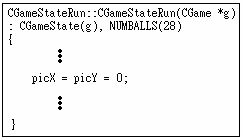 CGameStateRun::CGameStateRun(CGame *g)
: CGameState(g), NUMBALLS(28)
{
picX = picY = 0;
}